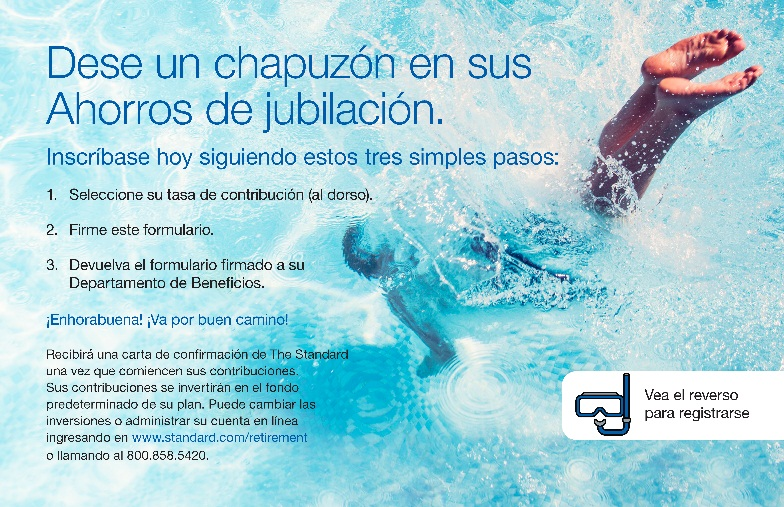 Dese un chapuzón en sus
Ahorros de jubilación.
Inscríbase hoy siguiendo estos tres simples pasos:
1. Seleccione su tasa de contribución (al dorso).
2. Firme este formulario.
3. Devuelva el formulario firmado a su
Departamento de Beneficios.
¡Enhorabuena! ¡Va por buen camino!
Recibirá una carta de confirmación de The Standard
una vez que comiencen sus contribuciones.
Sus contribuciones se invertirán en el fondo
predeterminado de su plan. Puede cambiar las
inversiones o administrar su cuenta en línea
ingresando en www.standard.com/retirement
o llamando al 800.858.5420.
Vea el reverso
para registrarse